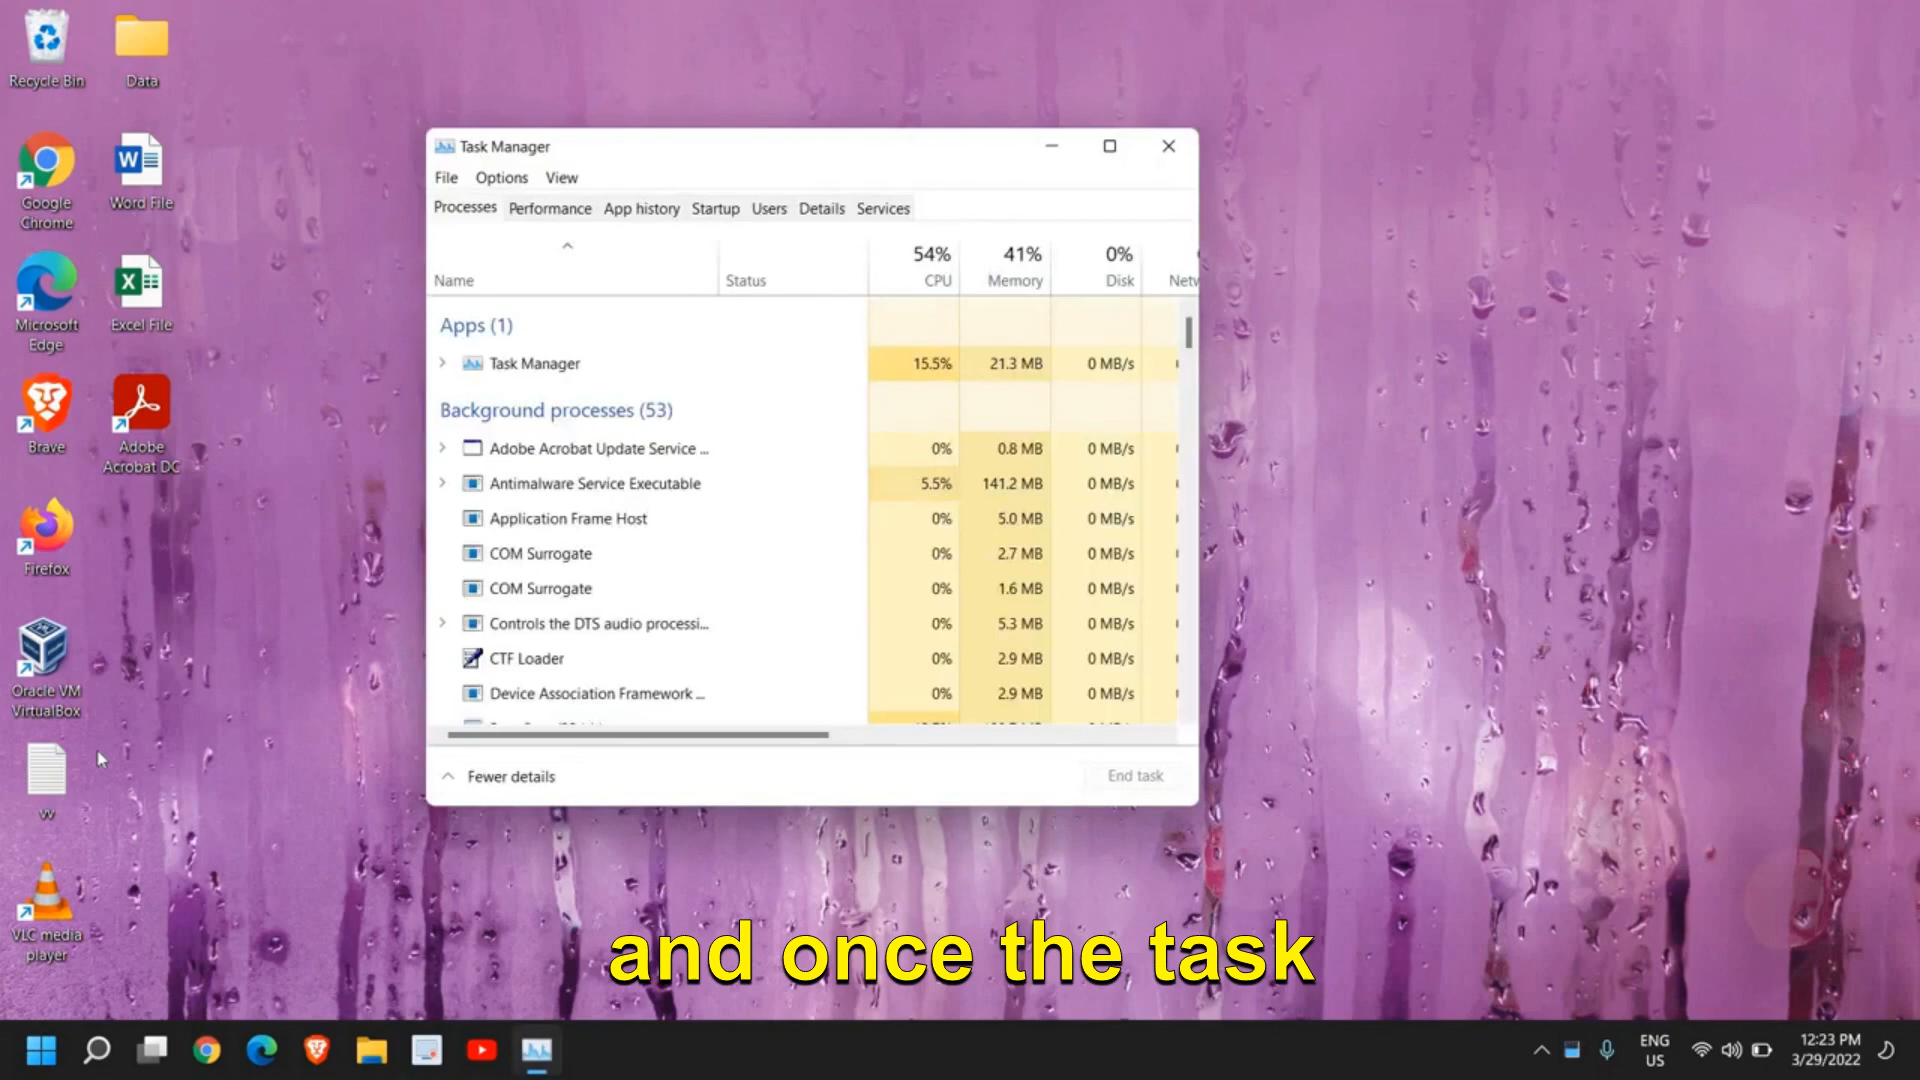 Recycle Bin
Data
Google
Chrome
Word File
Microsoft
Edge
Excel File
Brave
Adobe
Acrobat DC
Firefox
Oracle VM
VirtualBox
VLC media
player
Task Manager
File Options View
Processes Performance App history Startup Users Details Services
54% 41% 0%
Name Status CPU Memory Disk Netw
Apps (1)
Task Manager 15.5% 21.3 MB 0 MB/s
Background processes (53)
Adobe Acrobat Update Service ... 0% 0.8 MB 0 MB/s
Antimalware Service Executable 5.5% 141.2 MB 0 MB/s
Application Frame Host 0% 5.0 MB 0 MB/s
COM Surrogate 0% 2.7 MB 0 MB/s
COM Surrogate 0% 1.6 MB 0 MB/s
Controls the DTS audio processi... 0% 5.3 MB 0 MB/s
CTF Loader 0% 2.9 MB 0 MB/s
Device Association Framework ... 0% 2.9 MB 0 MB/s
Fewer details End task
and once the task
ENG
US
12:23 PM
3/29/2022